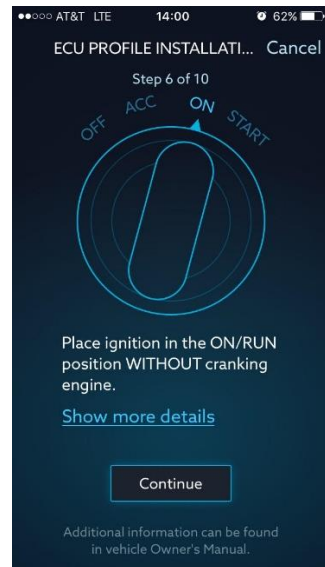 AT&T LTE 14:00 62%
ECU PROFILE INSTALLATI... Cancel
Step 6 of 10
OFF ACC ON START
Place ignition in the ON/RUN
position WITHOUT cranking
engine.
Show more details
Continue
Additional information can be found
in vehicle Owner's Manual.